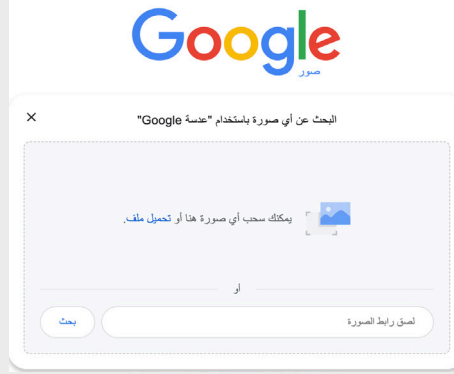 Google
صور
البحث عن أي صورة باستخدام "عدسة Google"
يمكنك سحب أي صورة هنا أو تحميل ملف.
او
لصق رابط الصورة
بحث